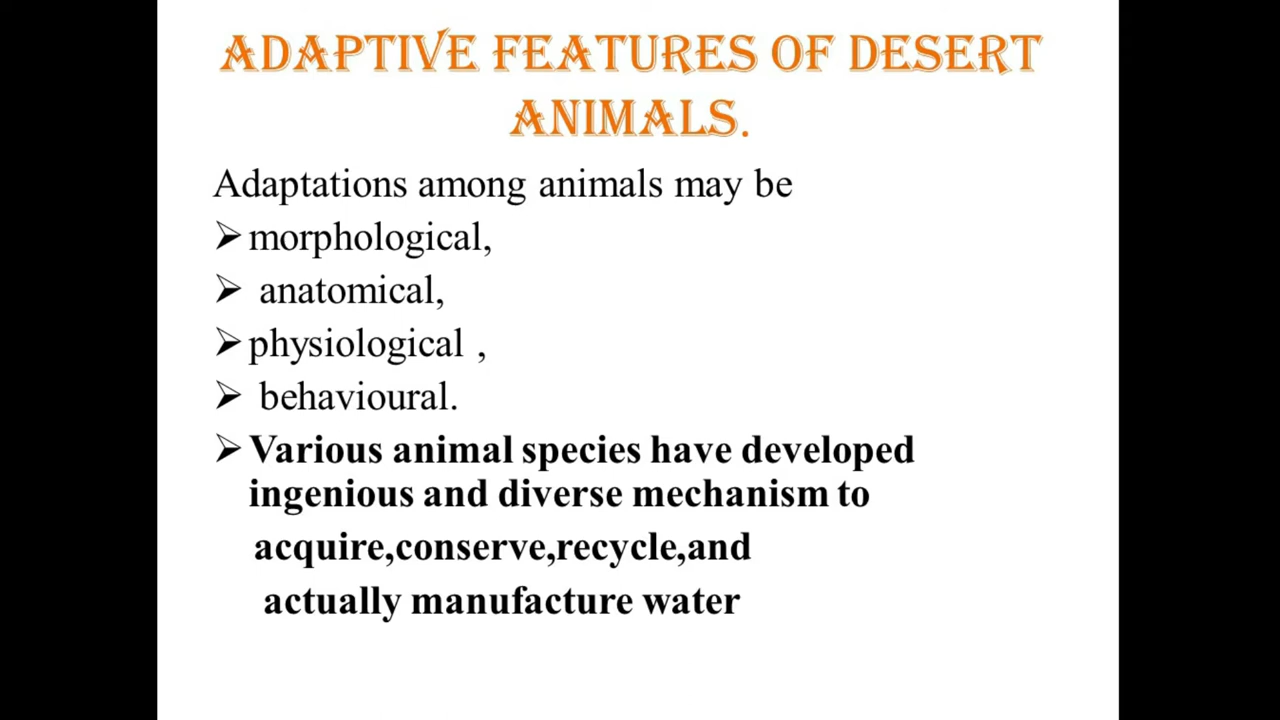 ADAPTIVE FEATURES OF DESERT
ANIMALS.
Adaptations among animals may be
➢morphological,
➢ anatomical,
➢physiological ,
➢ behavioural.
➢Various animal species have developed
ingenious and diverse mechanism to
acquire,conserve,recycle,and
actually manufacture water